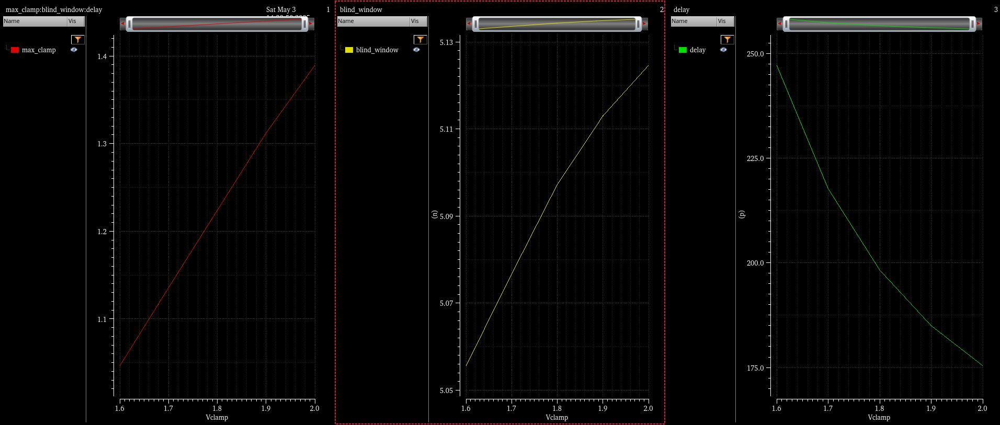 max_clamp:blind_window:delay
Sat May 3
1
Name Vis
max_clamp
1.4
1.3
1.2
1.1
1.6 1.7 1.8 1.9 2.0
Vclamp
blind_window
2
Name Vis
blind_window
(n)
5.13
5.11
5.09
5.07
5.05
1.6 1.7 1.8 1.9 2.0
Vclamp
delay
3
Name Vis
delay
(p)
250.0
225.0
200.0
175.0
1.6 1.7 1.8 1.9 2.0
Vclamp